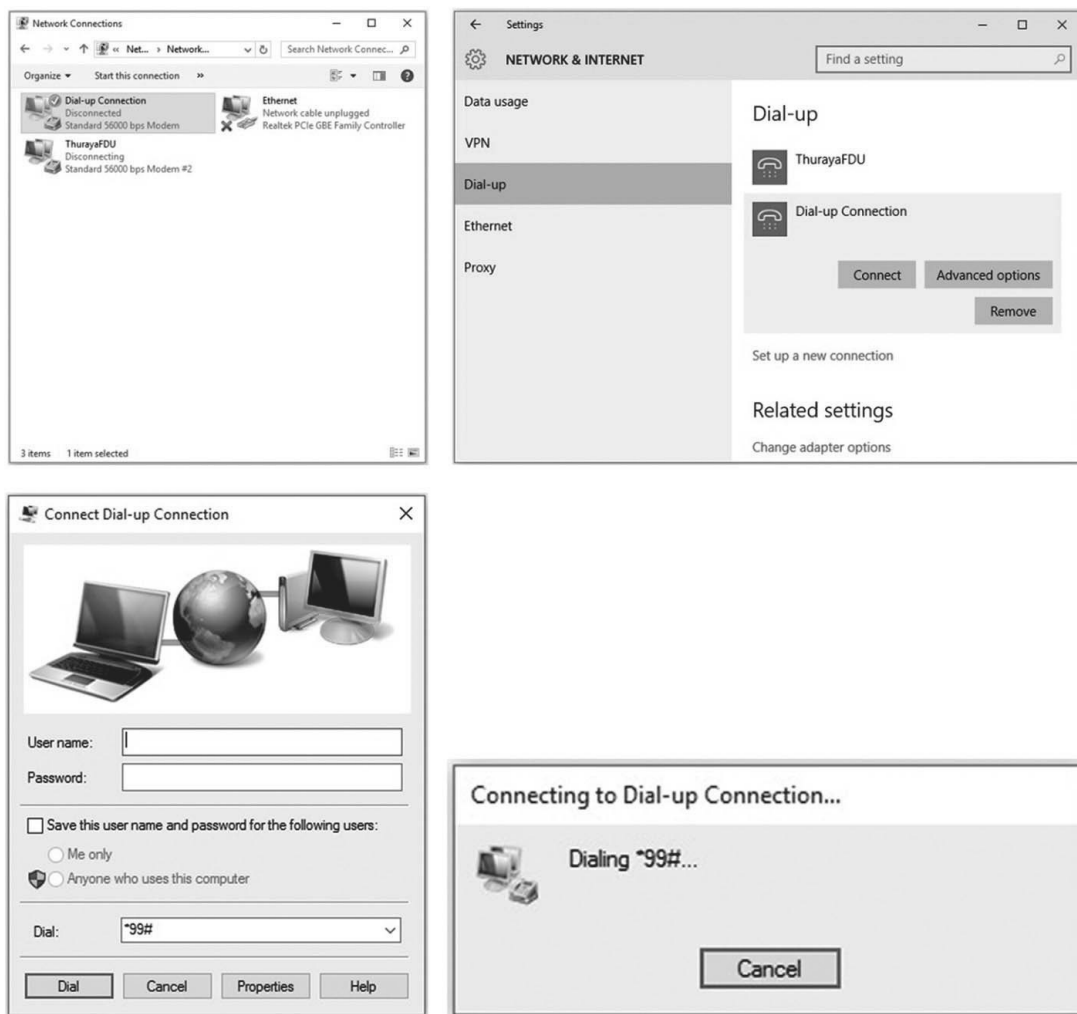 Network Connections
« Net... › Network...
Search Network Connec...
Organize
Start this connection »
Dial-up Connection
Disconnected
Standard 56000 bps Modem
Ethernet
Network cable unplugged
Realtek PCIe GBE Family Controller
ThurayaFDU
Disconnecting
Standard 56000 bps Modem #2
3 items 1 item selected
Settings
NETWORK & INTERNET
Find a setting
Data usage
VPN
Dial-up
Ethernet
Proxy
Dial-up
ThurayaFDU
Dial-up Connection
Connect
Advanced options
Remove
Set up a new connection
Related settings
Change adapter options
Connect Dial-up Connection
User name:
Password:
Save this user name and password for the following users:
Me only
Anyone who uses this computer
Dial: *99#
Dial Cancel Properties Help
Connecting to Dial-up Connection...
Dialing *99#...
Cancel